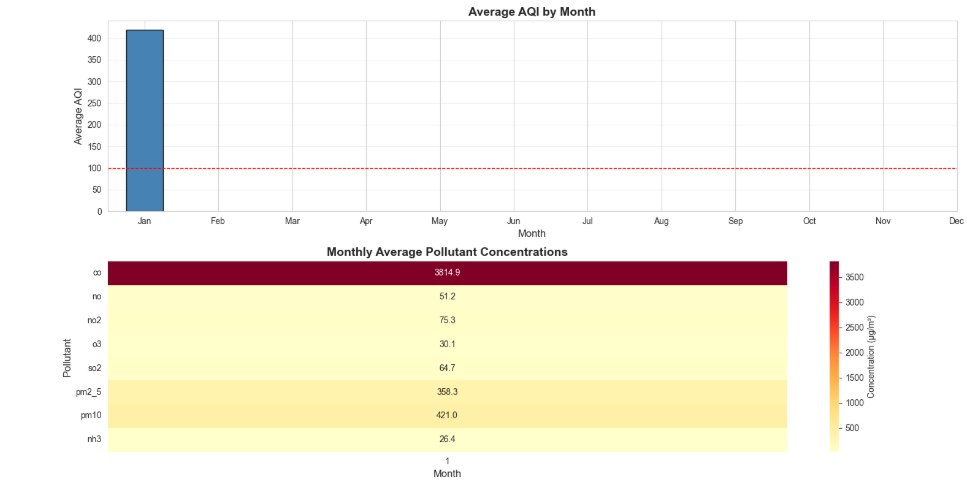 Average AQI by Month
400
350
300
250
200
150
100
50
0
Average AQI
Jan Feb Mar Apr May Jun Jul Aug Sep Oct Nov Dec
Month
Monthly Average Pollutant Concentrations
co 3814.9
no 51.2
no2 75.3
o3 30.1
so2 64.7
pm2_5 358.3
pm10 421.0
nh3 26.4
Pollutant
1
Month
3500
3000
2500
2000
1500
1000
500
Concentration (µg/m³)